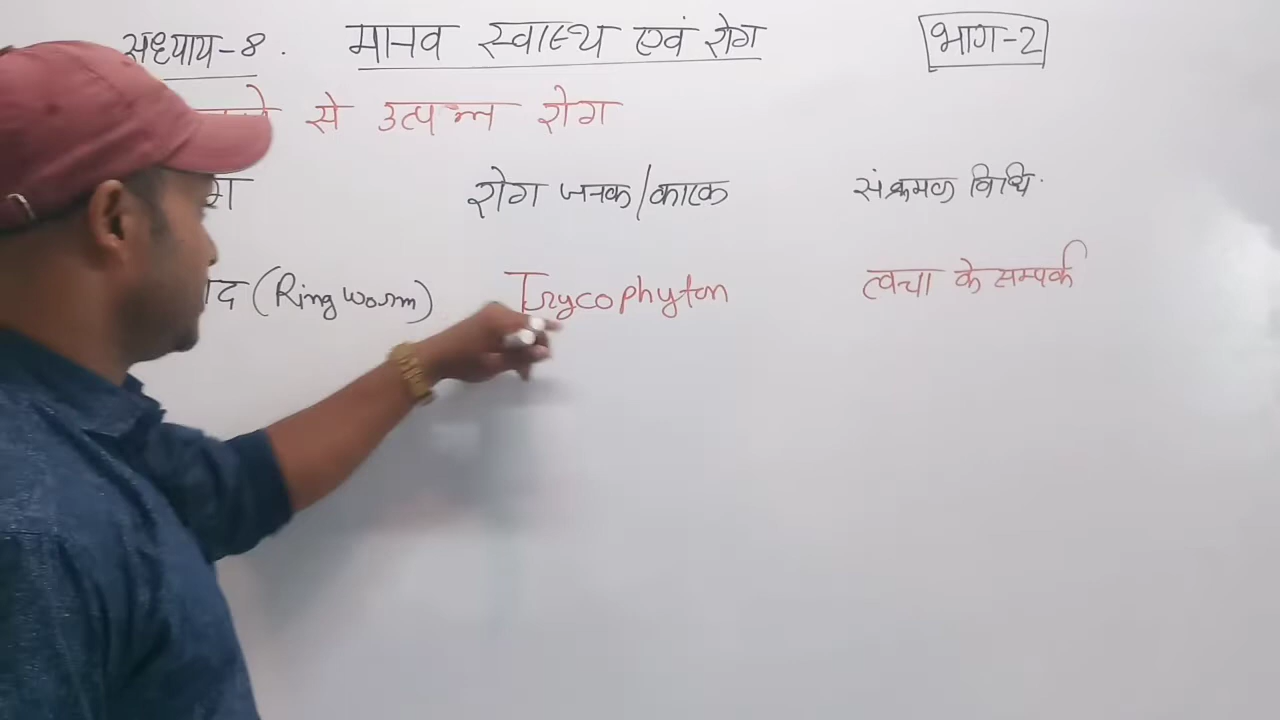 अध्याय-8. मानव स्वास्थ्य एवं रोग भाग-2
से उत्पन्न रोग
रोग जनक/कारक संक्रमण विधि.
(Ring worm) Trycophyton त्वचा के सम्पर्क